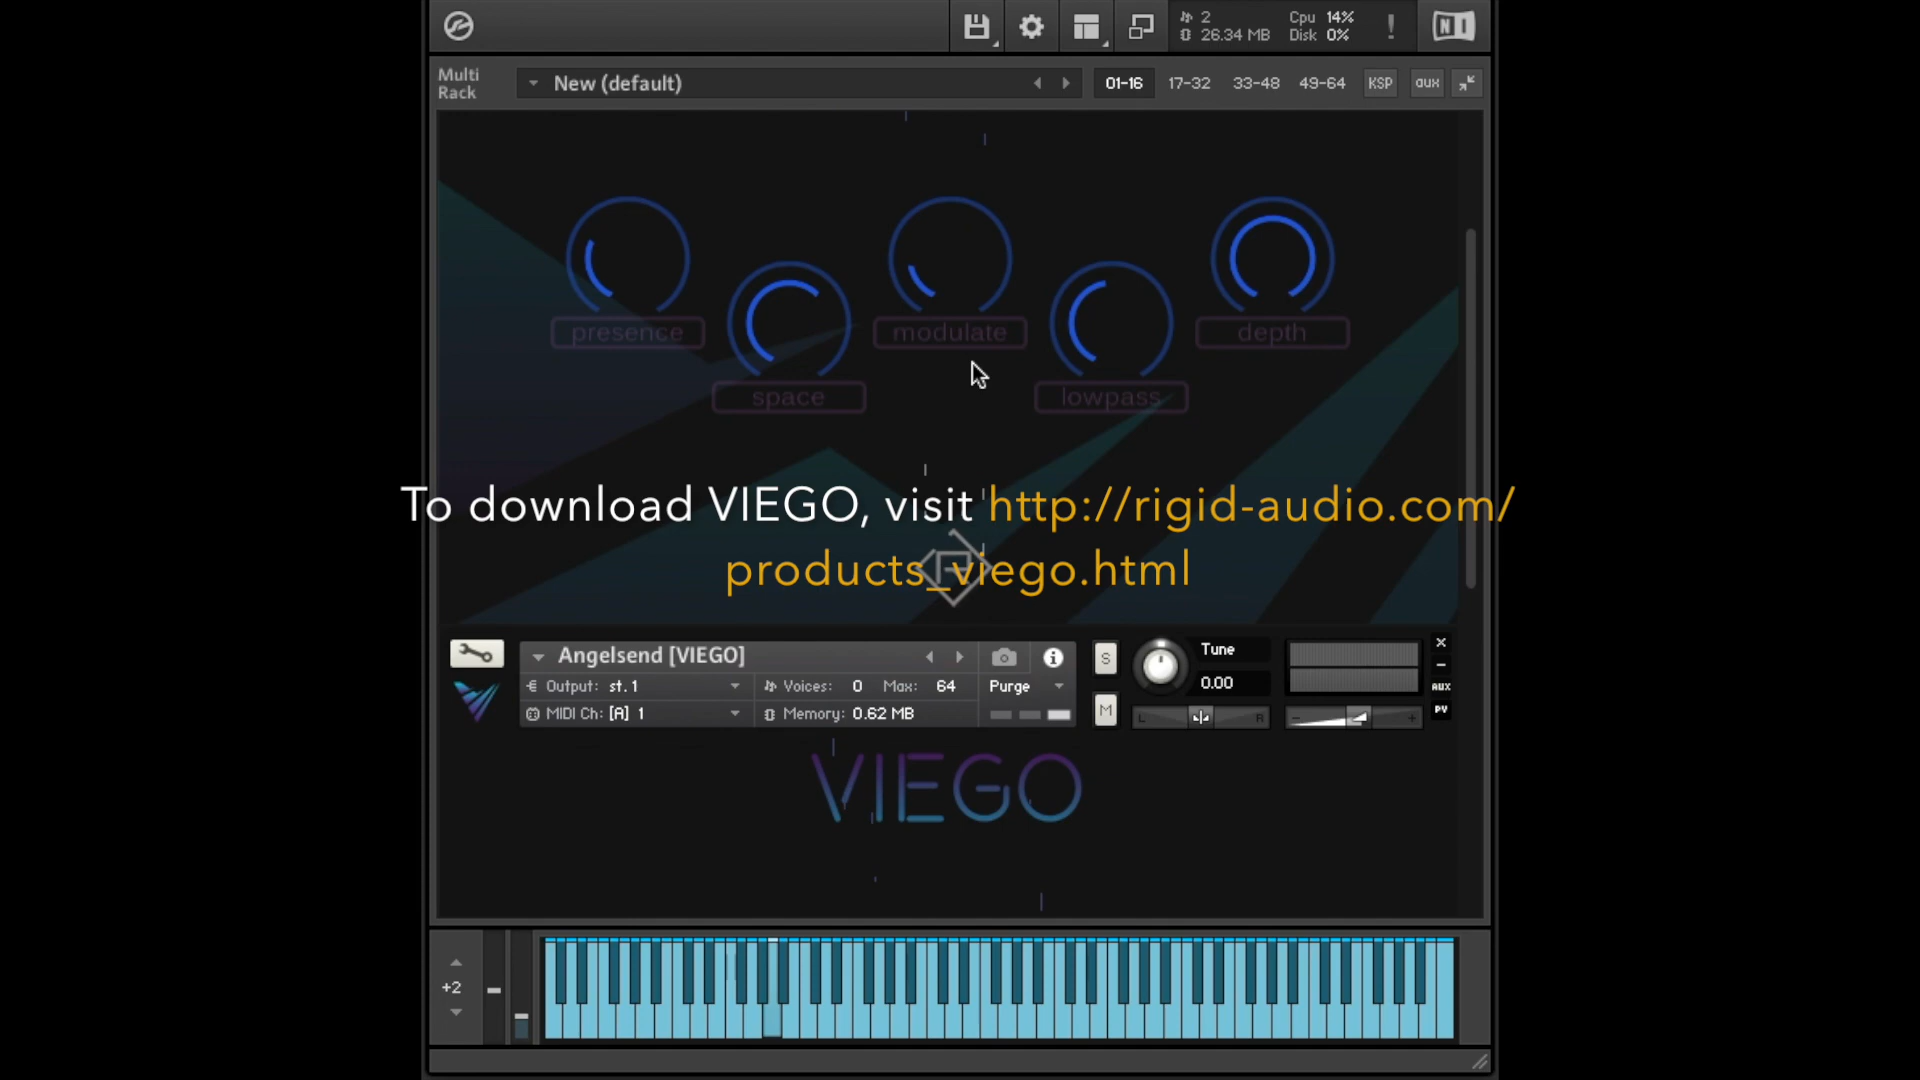 2
26.34 MB
Cpu 14%
Disk 0%
!
NI
Multi
Rack
New (default)
01-16 17-32 33-48 49-64 KSP aux
presence
modulate
depth
space
lowpass
To download VIEGO, visit http://rigid-audio.com/
products_viego.html
Angelsend [VIEGO]
Output: st.1
Voices: 0 Max: 64
Purge
MIDI Ch: [A] 1
Memory: 0.62 MB
S
M
Tune
0.00
L R
- +
×
-
AUX
PV
VIEGO
+2